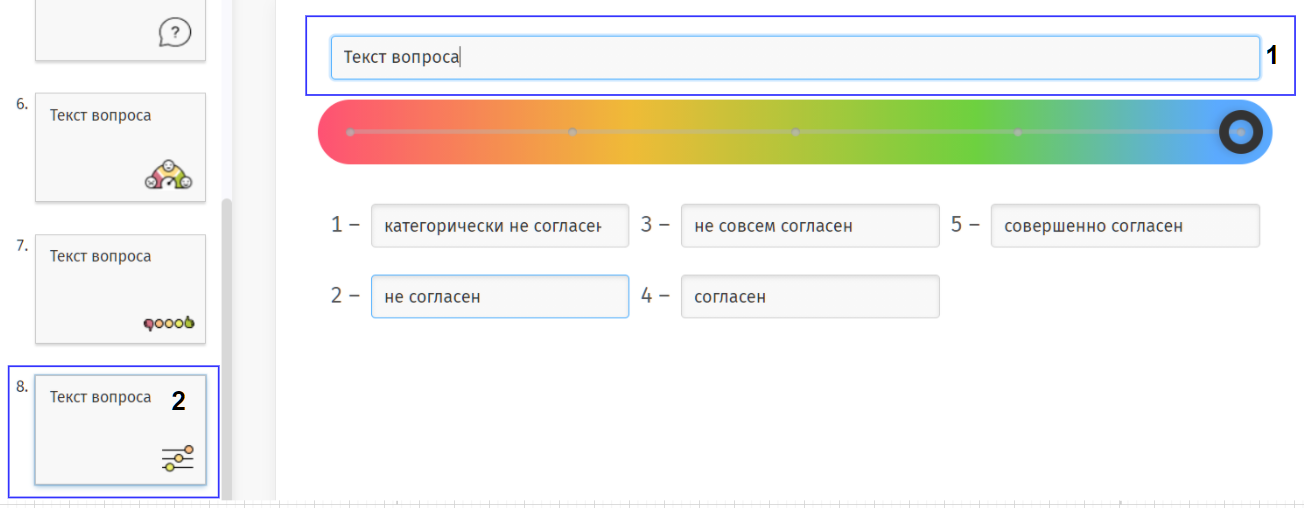 ?
6.
Текст вопроса
7.
Текст вопроса
8.
Текст вопроса 2
Текст вопроса 1
1 – категорически не согласен 3 – не совсем согласен 5 – совершенно согласен
2 – не согласен 4 – согласен